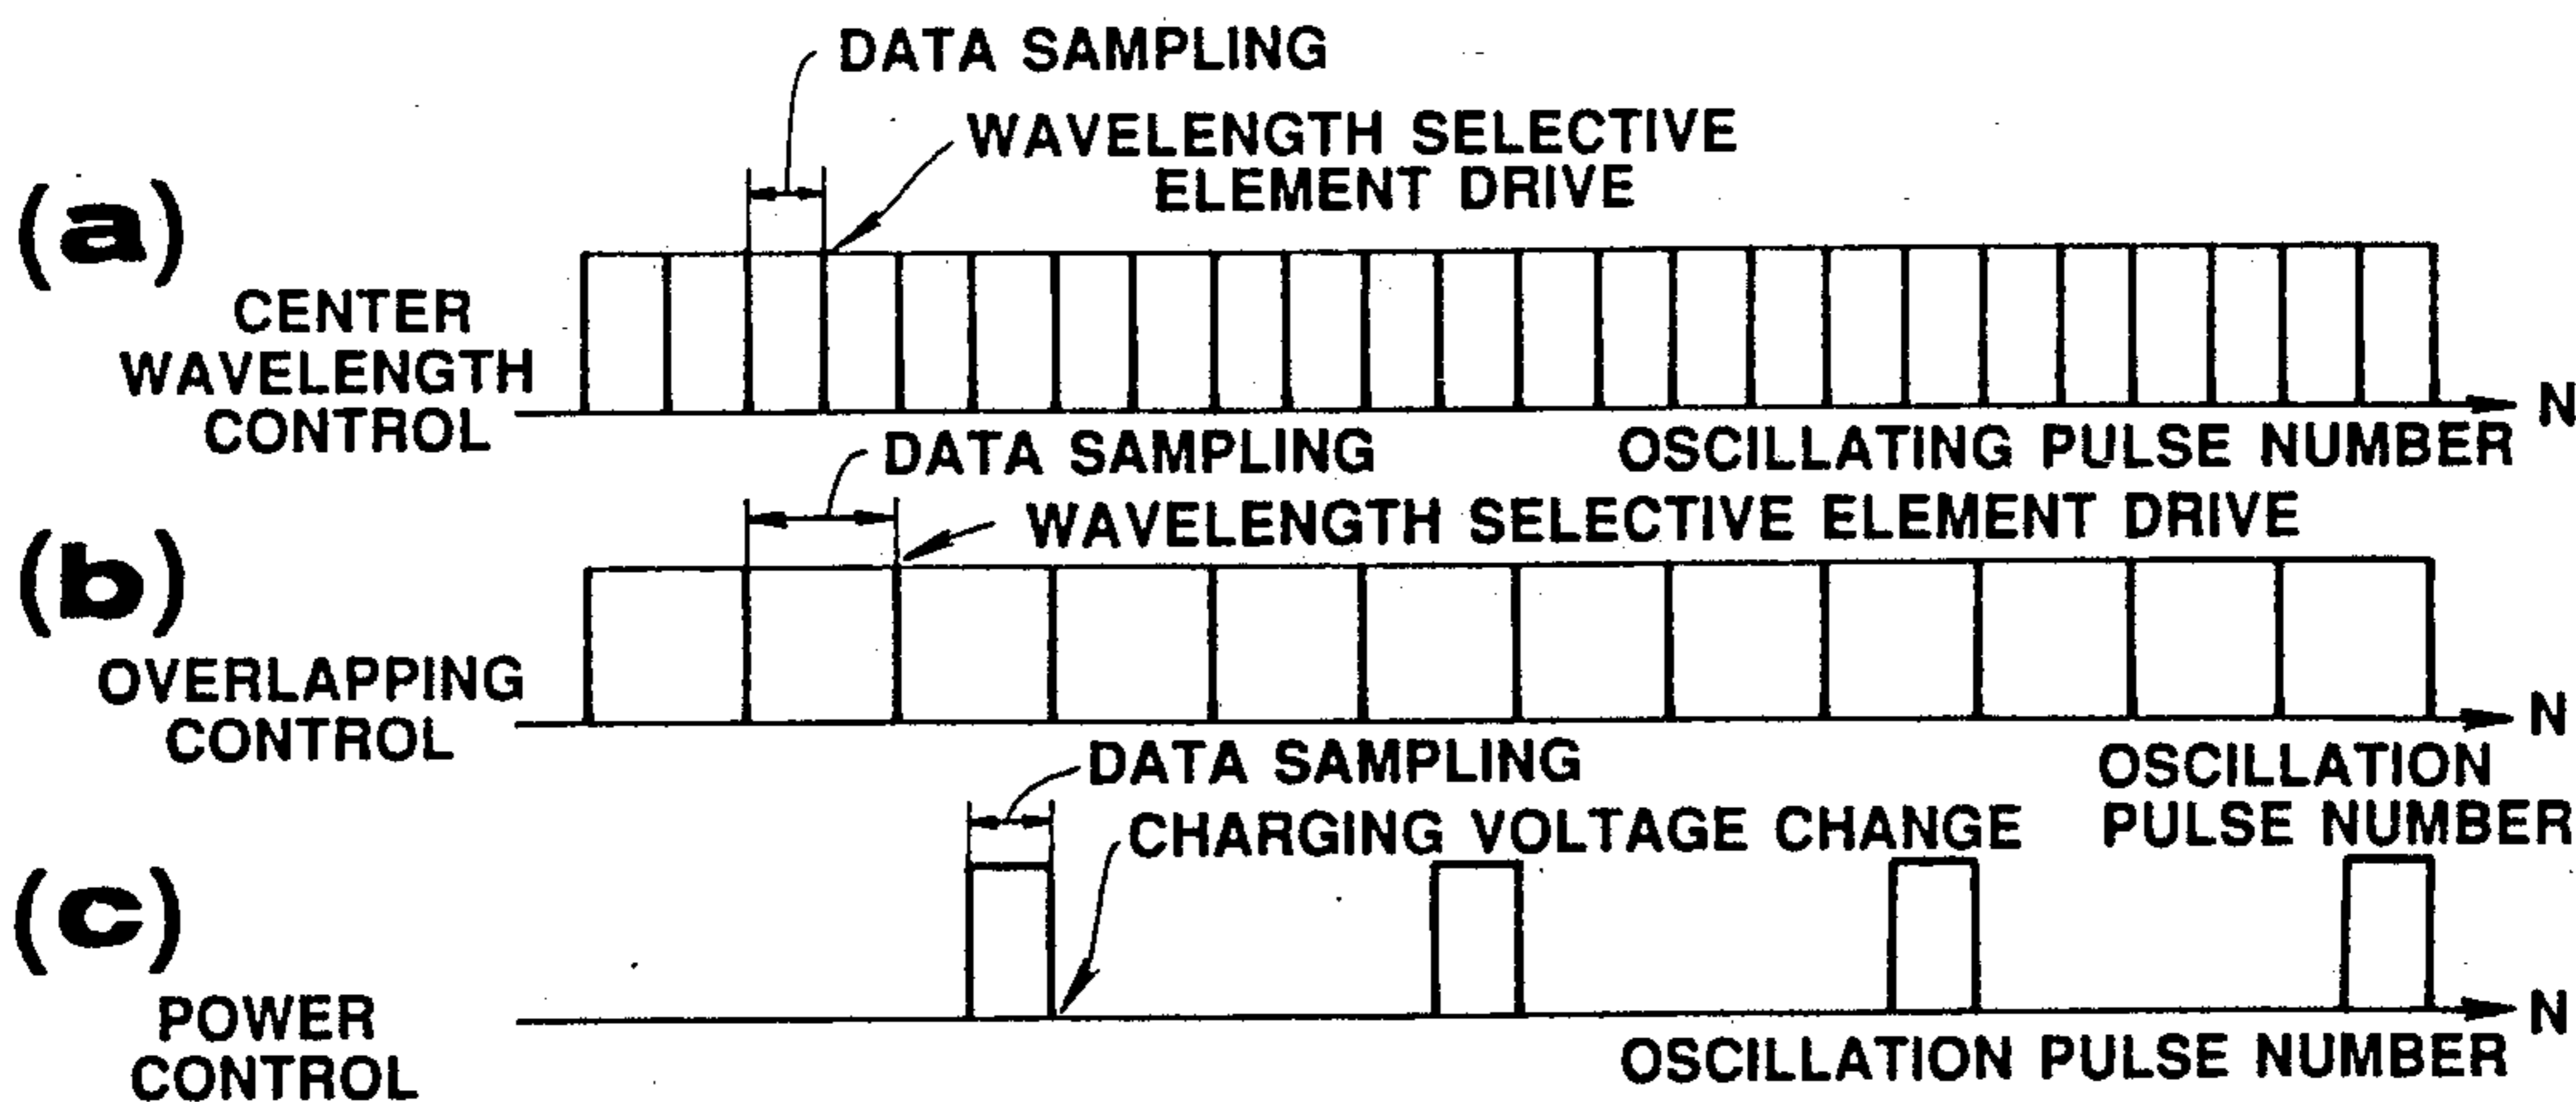 DATA SAMPLING
WAVELENGTH SELECTIVE
ELEMENT DRIVE
(a)
CENTER
WAVELENGTH
CONTROL
N
OSCILLATING PULSE NUMBER
DATA SAMPLING
WAVELENGTH SELECTIVE ELEMENT DRIVE
(b)
OVERLAPPING
CONTROL
N
OSCILLATION
PULSE NUMBER
DATA SAMPLING
CHARGING VOLTAGE CHANGE
(c)
POWER
CONTROL
N
OSCILLATION PULSE NUMBER